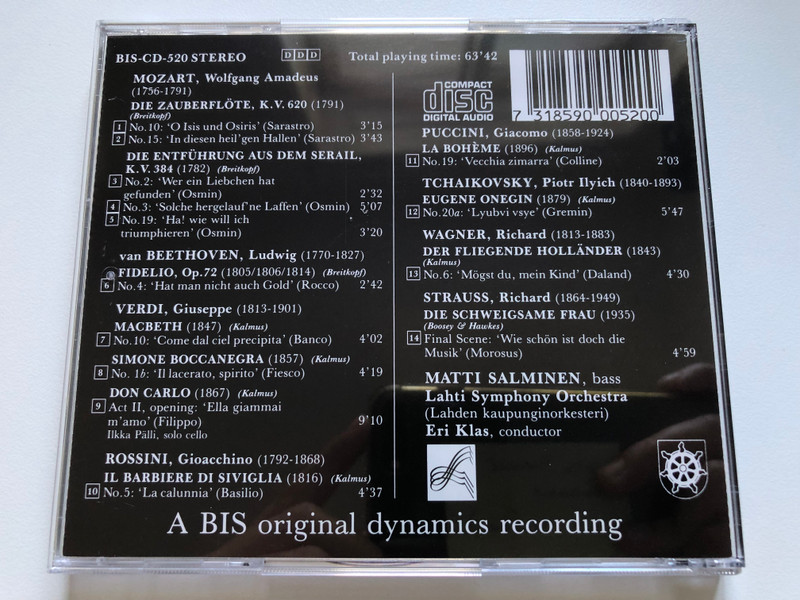 BIS-CD-520 STEREO
D D D
Total playing time: 63'42
MOZART, Wolfgang Amadeus
(1756-1791)
DIE ZAUBERFLÖTE, K.V. 620 (1791)
(Breitkopf)
1 No.10: 'O Isis und Osiris' (Sarastro) 3'15
2 No.15: 'In diesen heil'gen Hallen' (Sarastro) 3'43
DIE ENTFÜHRUNG AUS DEM SERAIL,
K.V. 384 (1782) (Breitkopf)
3 No.2: 'Wer ein Liebchen hat
gefunden' (Osmin) 2'32
4 No.3: 'Solche hergelauf'ne Laffen' (Osmin) 5'07
5 No.19: 'Ha! wie will ich
triumphieren' (Osmin) 3'20
van BEETHOVEN, Ludwig (1770-1827)
FIDELIO, Op.72 (1805/1806/1814) (Breitkopf)
6 No.4: 'Hat man nicht auch Gold' (Rocco) 2'42
VERDI, Giuseppe (1813-1901)
MACBETH (1847) (Kalmus)
7 No.10: 'Come dal ciel precipita' (Banco) 4'02
SIMONE BOCCANEGRA (1857) (Kalmus)
8 No. 1b: 'Il lacerato, spirito' (Fiesco) 4'19
DON CARLO (1867) (Kalmus)
9 Act II, opening: 'Ella giammai
m'amo' (Filippo) 9'10
Ilkka Pälli, solo cello
ROSSINI, Gioacchino (1792-1868)
IL BARBIERE DI SIVIGLIA (1816) (Kalmus)
10 No.5: 'La calunnia' (Basilio) 4'37
COMPACT
disc
DIGITAL AUDIO
7 318590 005200
PUCCINI, Giacomo (1858-1924)
LA BOHÈME (1896) (Kalmus)
11 No.19: 'Vecchia zimarra' (Colline) 2'03
TCHAIKOVSKY, Piotr Ilyich (1840-1893)
EUGENE ONEGIN (1879) (Kalmus)
12 No.20a: 'Lyubvi vsye' (Gremin) 5'47
WAGNER, Richard (1813-1883)
DER FLIEGENDE HOLLÄNDER (1843)
(Kalmus)
13 No.6: 'Mögst du, mein Kind' (Daland) 4'30
STRAUSS, Richard (1864-1949)
DIE SCHWEIGSAME FRAU (1935)
(Boosey & Hawkes)
14 Final Scene: 'Wie schön ist doch die
Musik' (Morosus) 4'59
MATTI SALMINEN, bass
Lahti Symphony Orchestra
(Lahden kaupunginorkesteri)
Eri Klas, conductor
A BIS original dynamics recording